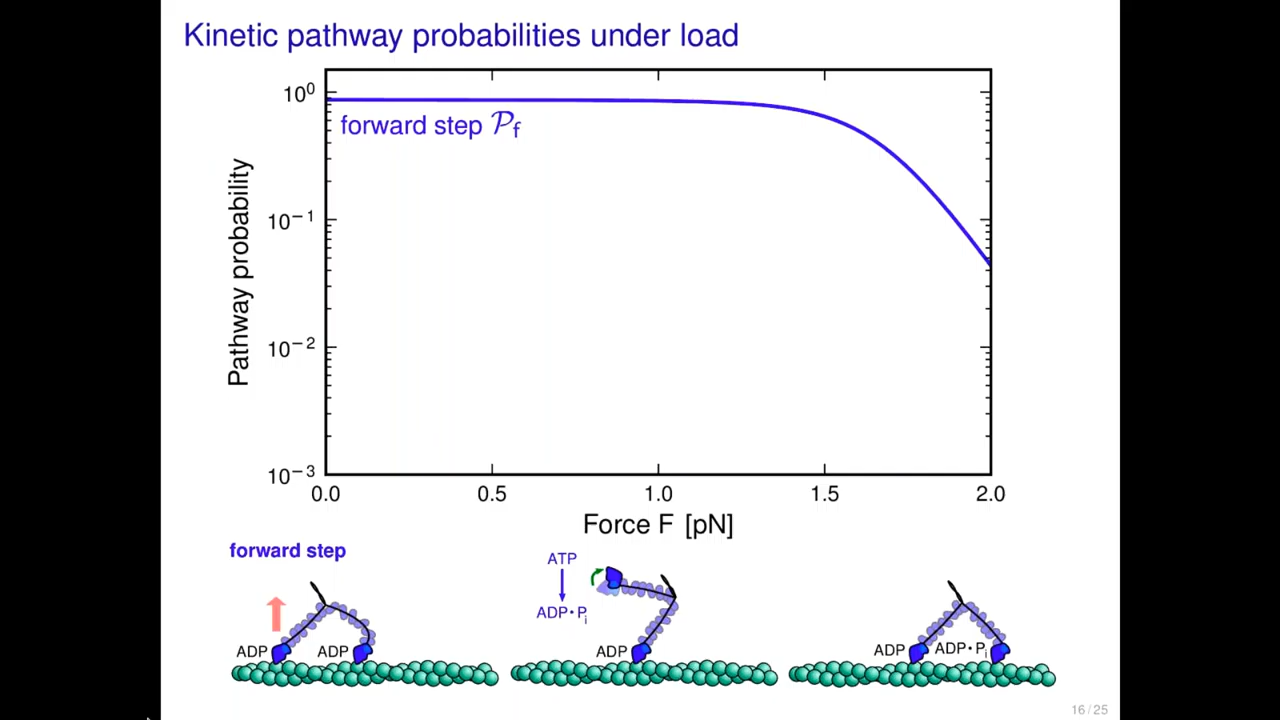 Kinetic pathway probabilities under load
10⁰
forward step 𝒫f
10⁻¹
Pathway probability
10⁻²
10⁻³
0.0 0.5 1.0 1.5 2.0
Force F [pN]
forward step
ATP
ADP·Pi
ADP ADP
ADP
ADP ADP·Pi
16/25